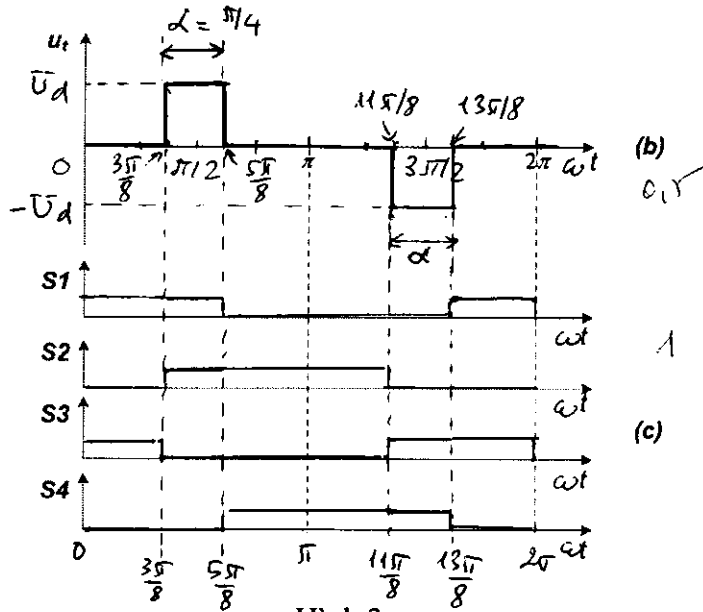 α = π/4
u_t
U_d
11π/8 13π/8
0 3π/8 π/2 5π/8 π 3π/2 2π ωt (b)
-U_d
α
S1
ωt
1
S2
ωt
S3
(c)
ωt
S4
0 3π/8 5π/8 π 11π/8 13π/8 2π ωt